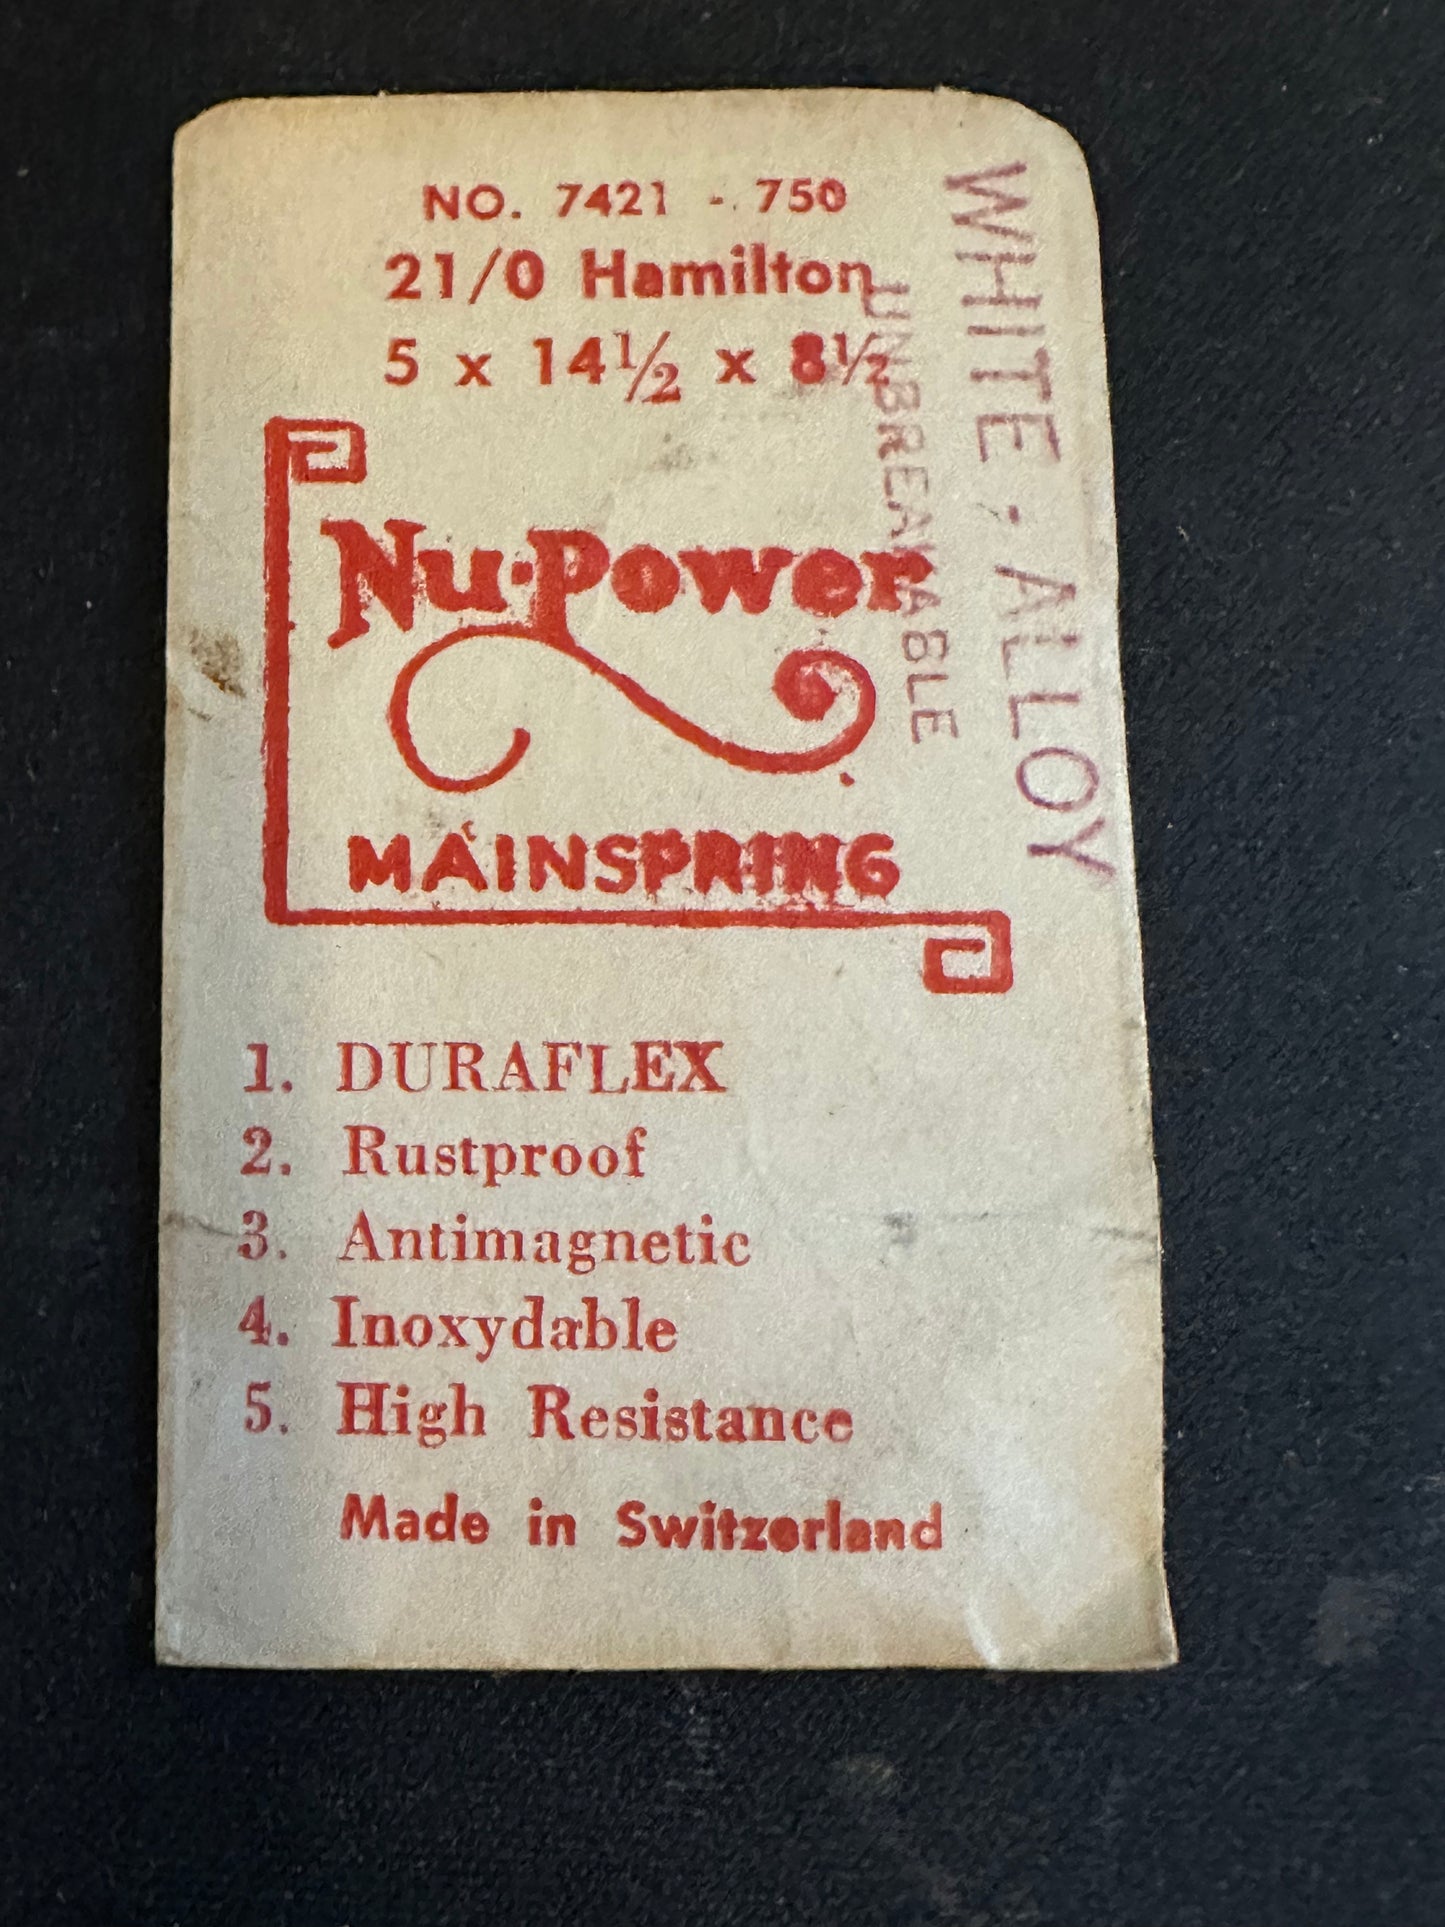 NO. 7421 - 750
21/0 Hamilton
5 x 14½ x 8½
WHITE - ALLOY
UNBREAKABLE
Nu-Power
MAINSPRING
1. DURAFLEX
2. Rustproof
3. Antimagnetic
4. Inoxydable
5. High Resistance
Made in Switzerland